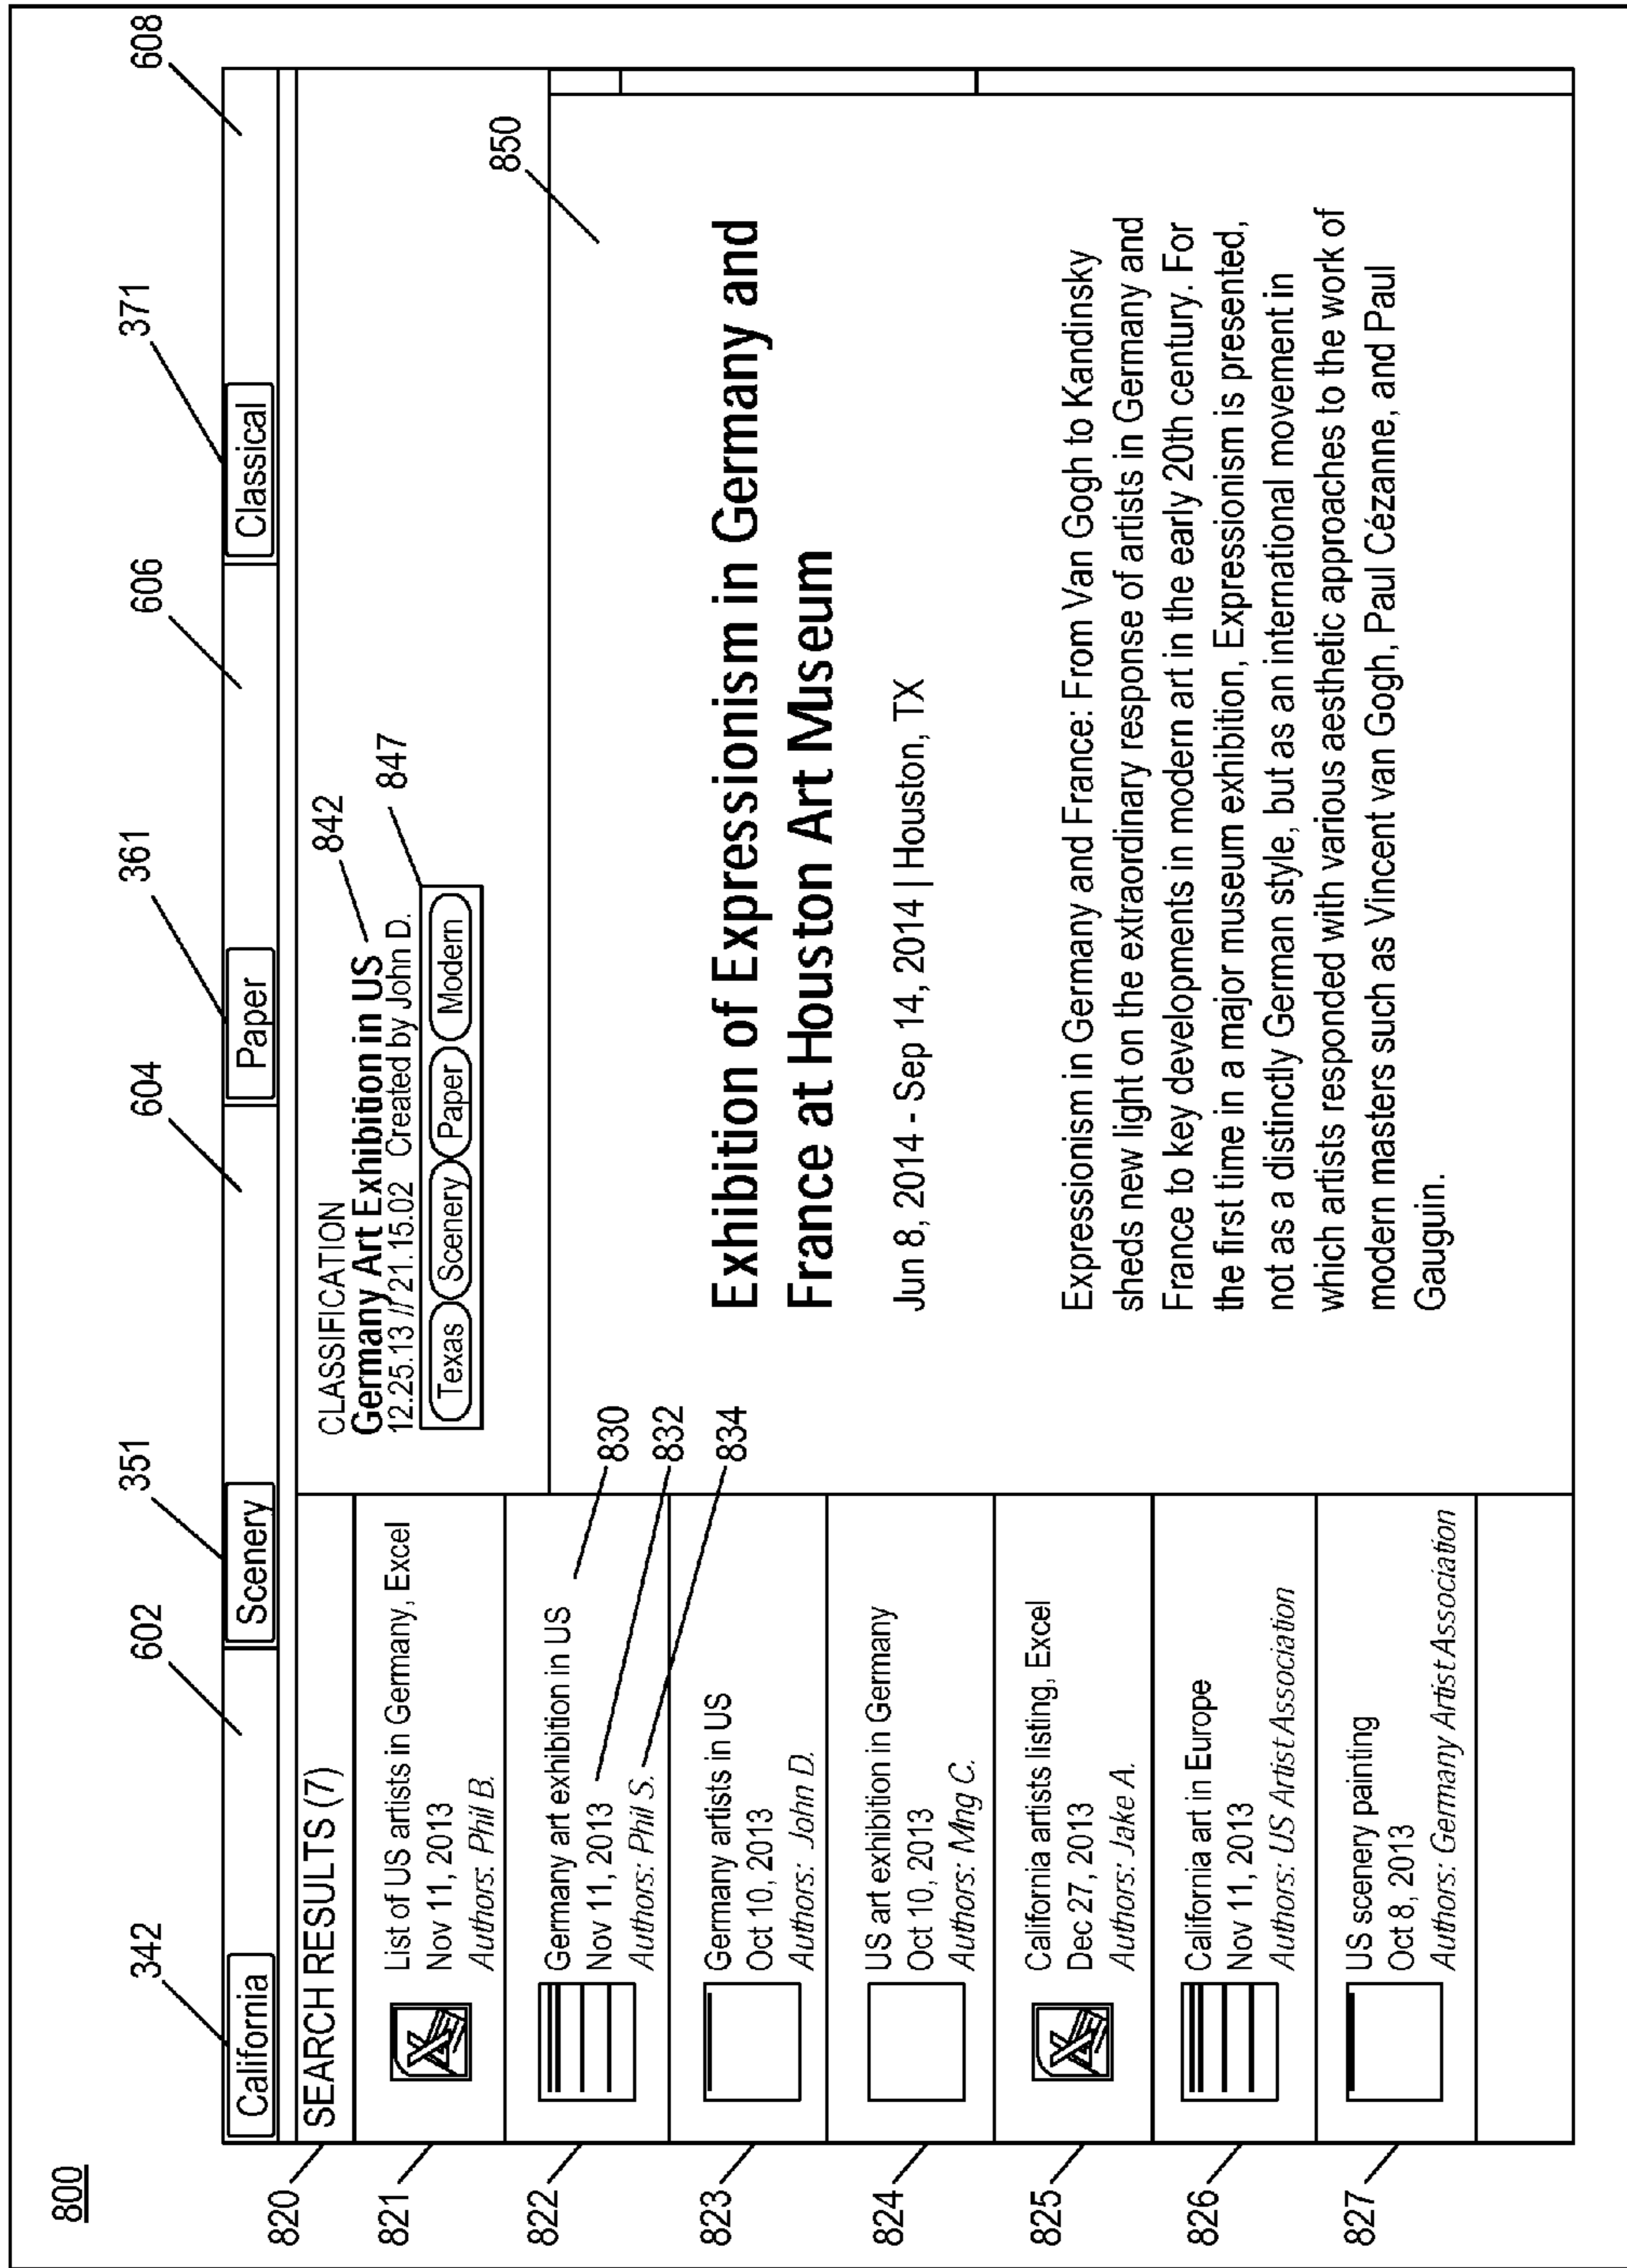 800
342
602
351
604
361
606
371
608
California
Scenery
Paper
Classical
820
SEARCH RESULTS (7)
821
List of US artists in Germany, Excel
Nov 11, 2013
Authors: Phil B.
822
Germany art exhibition in US
Nov 11, 2013
Authors: Phil S.
830
832
834
823
Germany artists in US
Oct 10, 2013
Authors: John D.
824
US art exhibition in Germany
Oct 10, 2013
Authors: Mng C.
825
California artists listing, Excel
Dec 27, 2013
Authors: Jake A.
826
California art in Europe
Nov 11, 2013
Authors: US Artist Association
827
US scenery painting
Oct 8, 2013
Authors: Germany Artist Association
CLASSIFICATION
Germany Art Exhibition in US
842
12.25.13 // 21.15.02 Created by John D.
847
Texas Scenery Paper Modern
850
Exhibition of Expressionism in Germany and
France at Houston Art Museum
Jun 8, 2014 - Sep 14, 2014 | Houston, TX
Expressionism in Germany and France: From Van Gogh to Kandinsky
sheds new light on the extraordinary response of artists in Germany and
France to key developments in modern art in the early 20th century. For
the first time in a major museum exhibition, Expressionism is presented,
not as a distinctly German style, but as an international movement in
which artists responded with various aesthetic approaches to the work of
modern masters such as Vincent van Gogh, Paul Cézanne, and Paul
Gauguin.